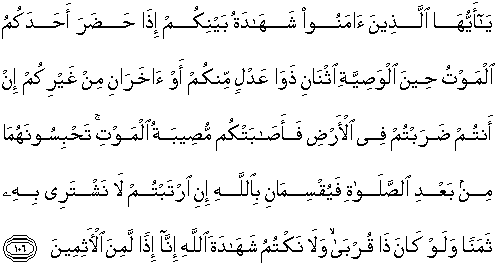 يَـٰٓأَيُّهَا ٱلَّذِينَ ءَامَنُوا۟ شَهَـٰدَةُ بَيْنِكُمْ إِذَا حَضَرَ أَحَدَكُمُ
ٱلْمَوْتُ حِينَ ٱلْوَصِيَّةِ ٱثْنَانِ ذَوَا عَدْلٍ مِّنكُمْ أَوْ ءَاخَرَانِ مِنْ غَيْرِكُمْ إِنْ
أَنتُمْ ضَرَبْتُمْ فِى ٱلْأَرْضِ فَأَصَـٰبَتْكُم مُّصِيبَةُ ٱلْمَوْتِ ۚ تَحْبِسُونَهُمَا
مِنۢ بَعْدِ ٱلصَّلَوٰةِ فَيُقْسِمَانِ بِٱللَّهِ إِنِ ٱرْتَبْتُمْ لَا نَشْتَرِى بِهِۦ
ثَمَنًا وَلَوْ كَانَ ذَا قُرْبَىٰ ۙ وَلَا نَكْتُمُ شَهَـٰدَةَ ٱللَّهِ إِنَّآ إِذًا لَّمِنَ ٱلْـَٔاثِمِينَ ١٠٦